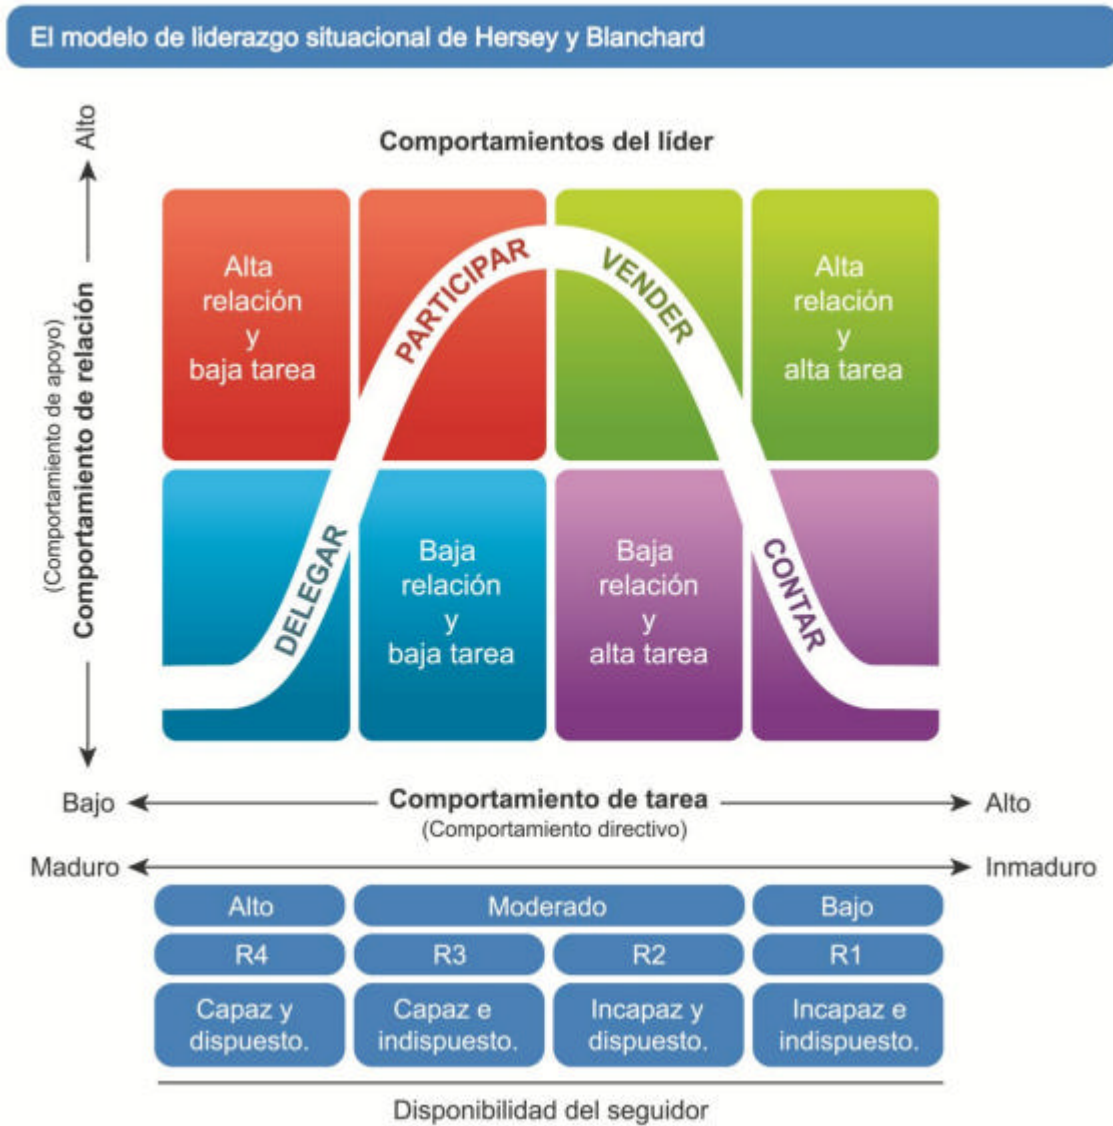 El modelo de liderazgo situacional de Hersey y Blanchard
Alto
Comportamientos del líder
(Comportamiento de apoyo)
Comportamiento de relación
Alta
relación
y
baja tarea
PARTICIPAR
VENDER
Alta
relación
y
alta tarea
DELEGAR
Baja
relación
y
baja tarea
Baja
relación
y
alta tarea
CONTAR
Bajo
Comportamiento de tarea
(Comportamiento directivo)
Alto
Maduro
Inmaduro
Alto
Moderado
Bajo
R4
R3
R2
R1
Capaz y
dispuesto.
Capaz e
indispuesto.
Incapaz y
dispuesto.
Incapaz e
indispuesto.
Disponibilidad del seguidor